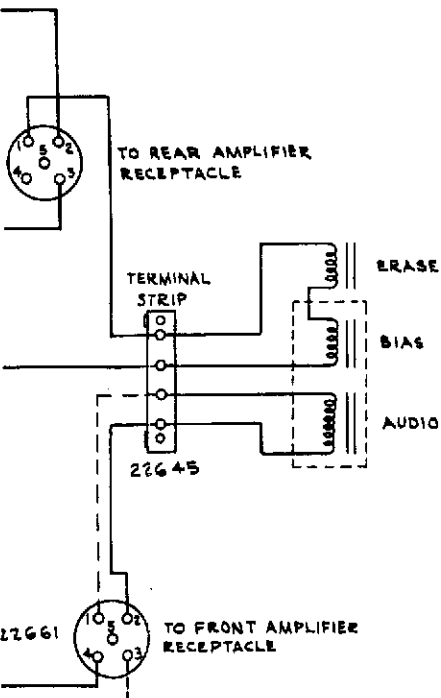 1
2
5
4
3
TO REAR AMPLIFIER
RECEPTACLE
TERMINAL
STRIP
ERASE
BIAS
AUDIO
22645
22661
1
2
5
4
3
TO FRONT AMPLIFIER
RECEPTACLE